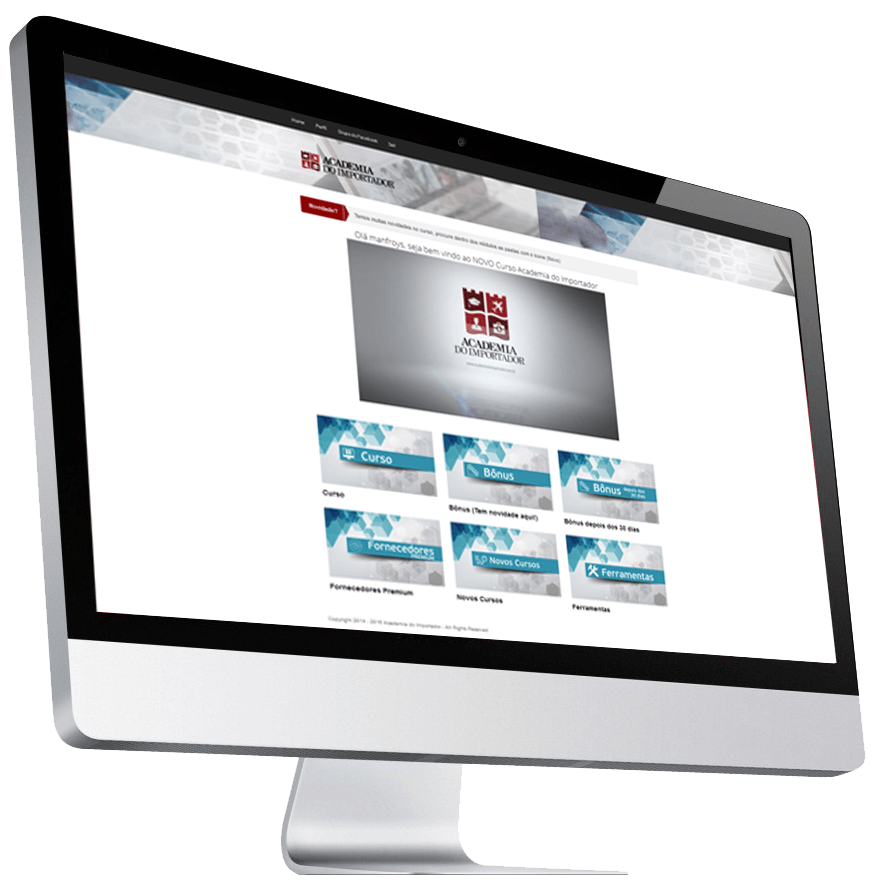 Home Perfil Grupo do Facebook Sair
ACADEMIA
DO IMPORTADOR
Novidade!!
Temos muitas novidades no curso, procure dentro dos módulos as pastas com o ícone (Novo)
Olá manfroys, seja bem vindo ao NOVO Curso Academia do Importador
ACADEMIA
DO IMPORTADOR
Curso
Bônus
Bônus depois dos
30 dias
Curso
Bônus (Tem novidade aqui!)
Bônus depois dos 30 dias
Fornecedores
PREMIUM
Novos Cursos
Ferramentas
Fornecedores Premium
Novos Cursos
Ferramentas
Copyright 2014 - 2016 Academia do Importador - All Rights Reserved